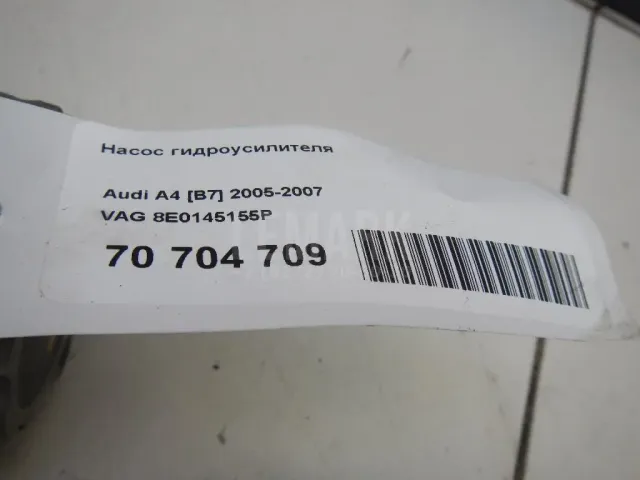 Насос гидроусилителя
Audi A4 [B7] 2005-2007
VAG 8E0145155P
70 704 709